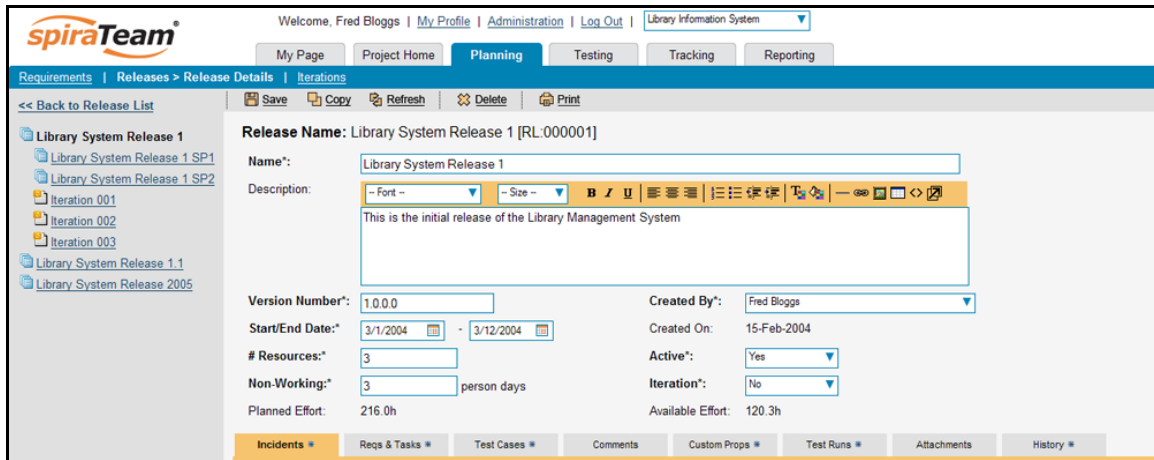 spiraTeam®
Welcome, Fred Bloggs | My Profile | Administration | Log Out | Library Information System
My Page Project Home Planning Testing Tracking Reporting
Requirements | Releases > Release Details | Iterations
<< Back to Release List
Save Copy Refresh Delete Print
Library System Release 1
Library System Release 1 SP1
Library System Release 1 SP2
Iteration 001
Iteration 002
Iteration 003
Library System Release 1.1
Library System Release 2005
Release Name: Library System Release 1 [RL:000001]
Name*: Library System Release 1
Description: -- Font -- -- Size -- B I U
This is the initial release of the Library Management System
Version Number*: 1.0.0.0 Created By*: Fred Bloggs
Start/End Date:* 3/1/2004 - 3/12/2004 Created On: 15-Feb-2004
# Resources:* 3 Active*: Yes
Non-Working:* 3 person days Iteration*: No
Planned Effort: 216.0h Available Effort: 120.3h
Incidents Reqs & Tasks Test Cases Comments Custom Props Test Runs Attachments History